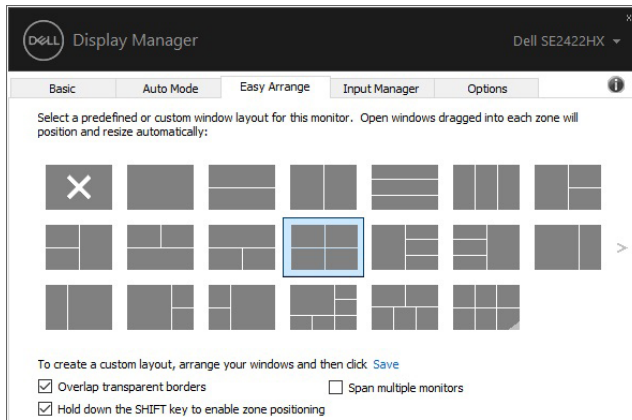 DELL Display Manager Dell SE2422HX
Basic Auto Mode Easy Arrange Input Manager Options
Select a predefined or custom window layout for this monitor. Open windows dragged into each zone will
position and resize automatically:
To create a custom layout, arrange your windows and then click Save
Overlap transparent borders Span multiple monitors
Hold down the SHIFT key to enable zone positioning